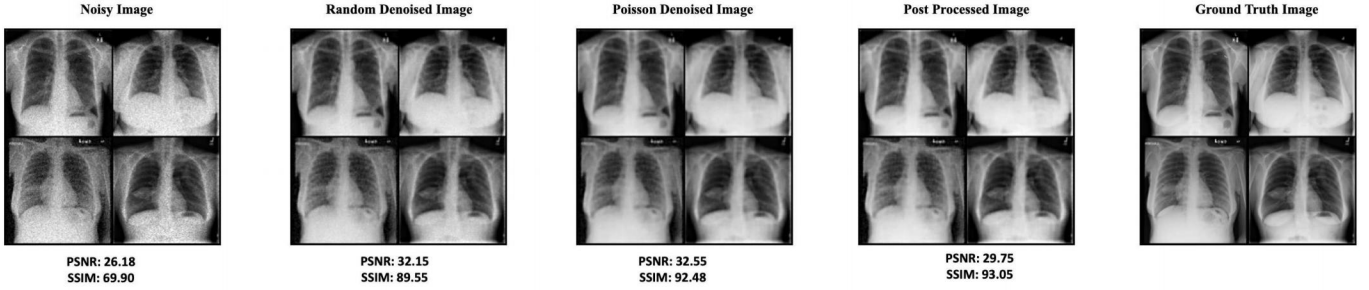 Noisy Image
Random Denoised Image
Poisson Denoised Image
Post Processed Image
Ground Truth Image
PSNR: 26.18
SSIM: 69.90
PSNR: 32.15
SSIM: 89.55
PSNR: 32.55
SSIM: 92.48
PSNR: 29.75
SSIM: 93.05